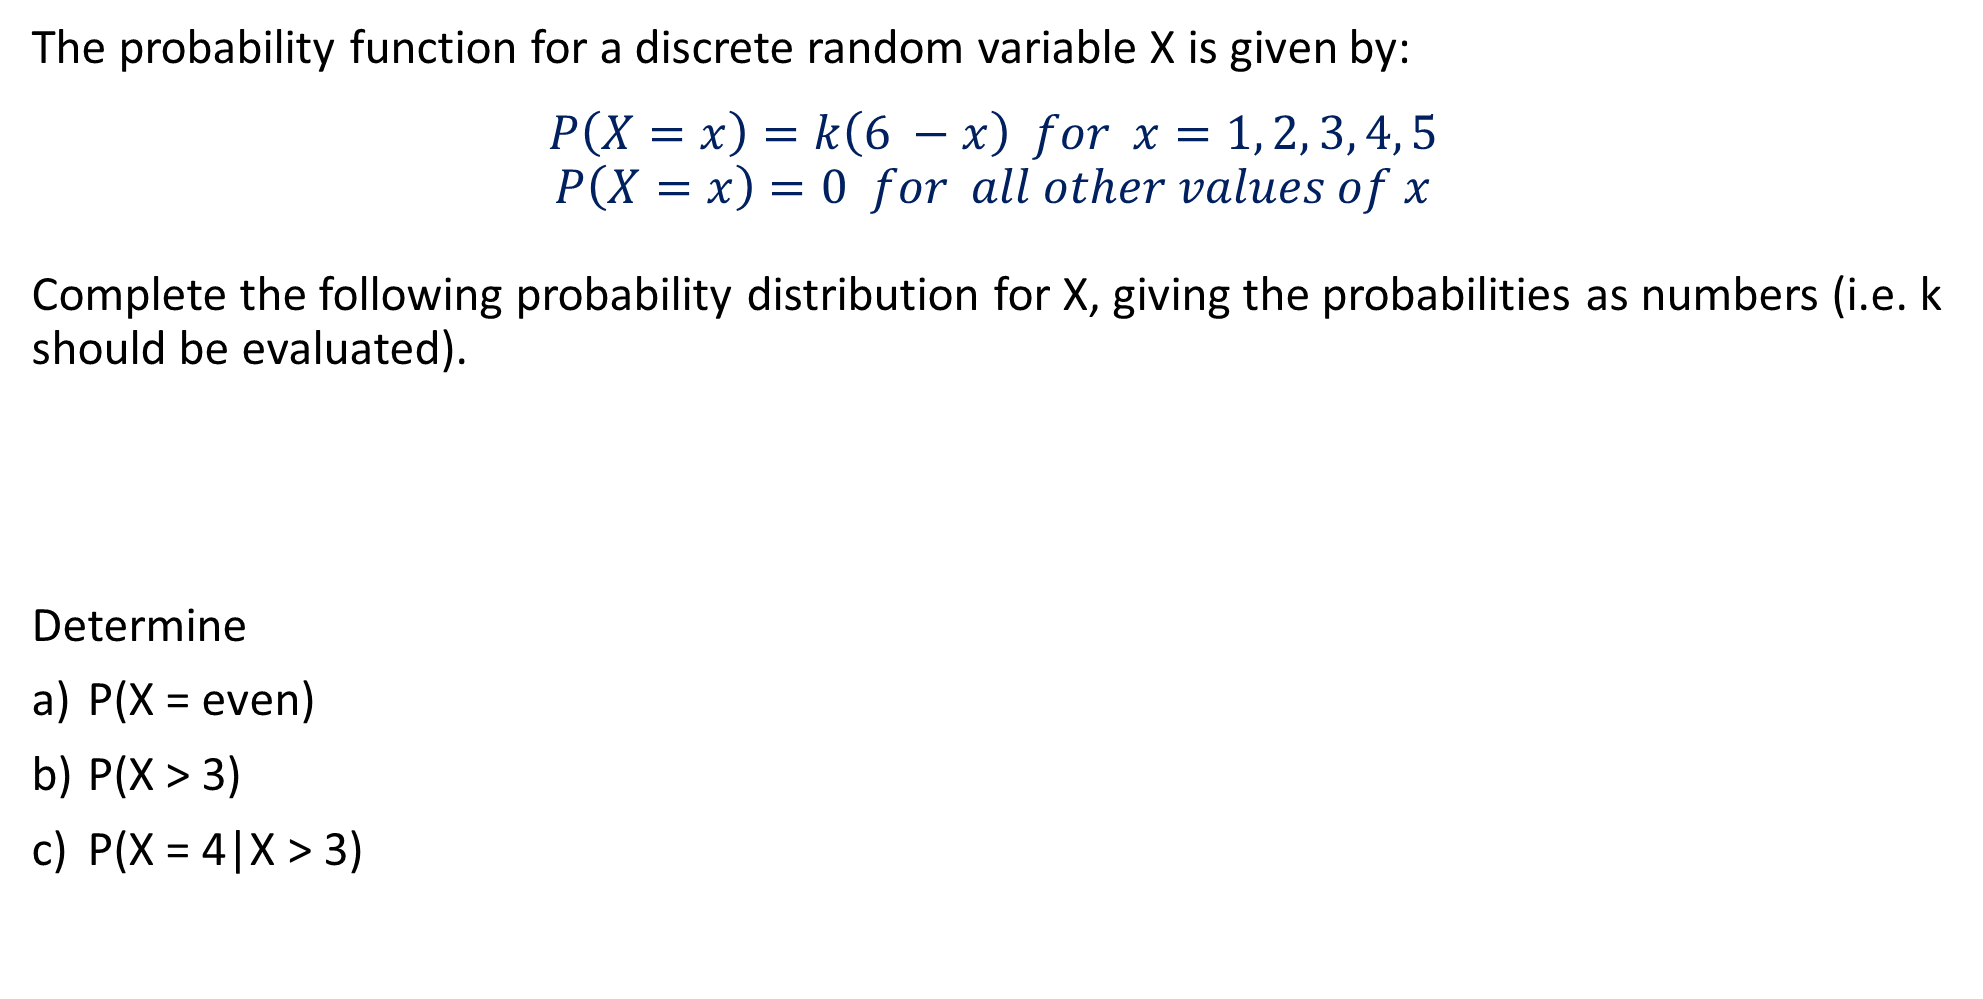 The probability function for a discrete random variable X is given by:
P(X = x) = k(6 − x) for x = 1, 2, 3, 4, 5
P(X = x) = 0 for all other values of x
Complete the following probability distribution for X, giving the probabilities as numbers (i.e. k
should be evaluated).
Determine
a) P(X = even)
b) P(X > 3)
c) P(X = 4|X > 3)